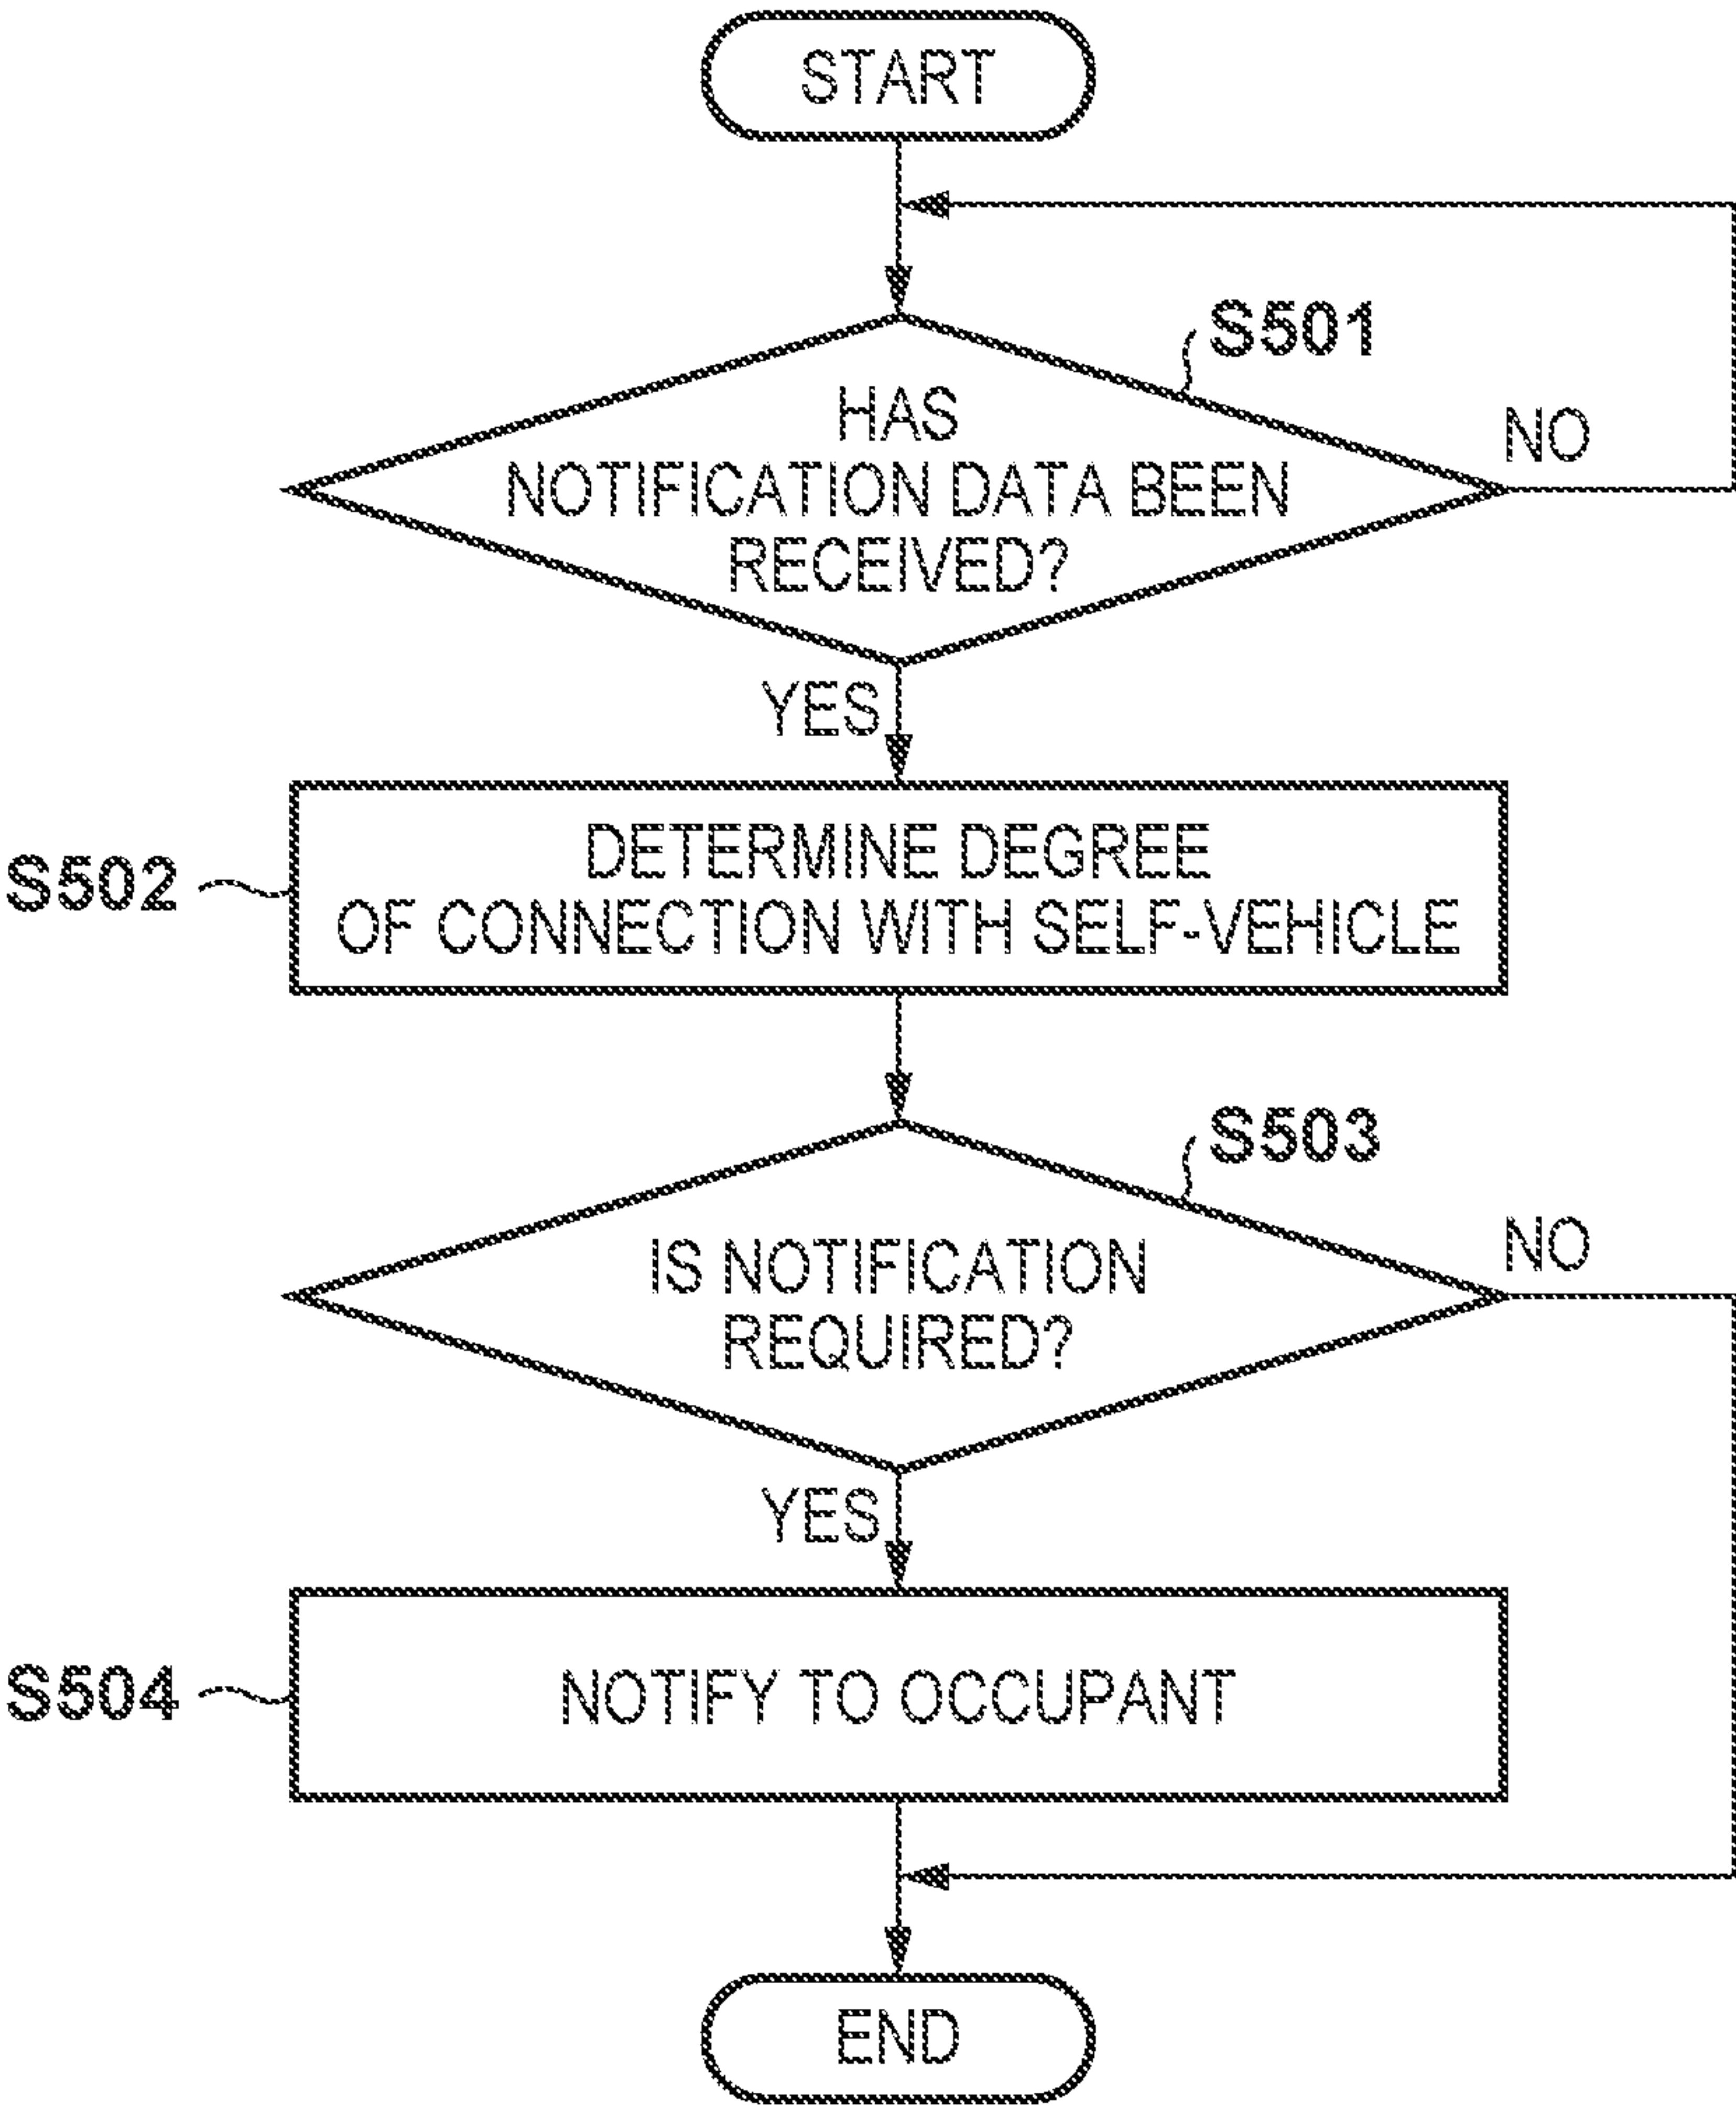 START
S501
HAS
NOTIFICATION DATA BEEN
RECEIVED?
NO
YES
S502
DETERMINE DEGREE
OF CONNECTION WITH SELF-VEHICLE
S503
IS NOTIFICATION
REQUIRED?
NO
YES
S504
NOTIFY TO OCCUPANT
END